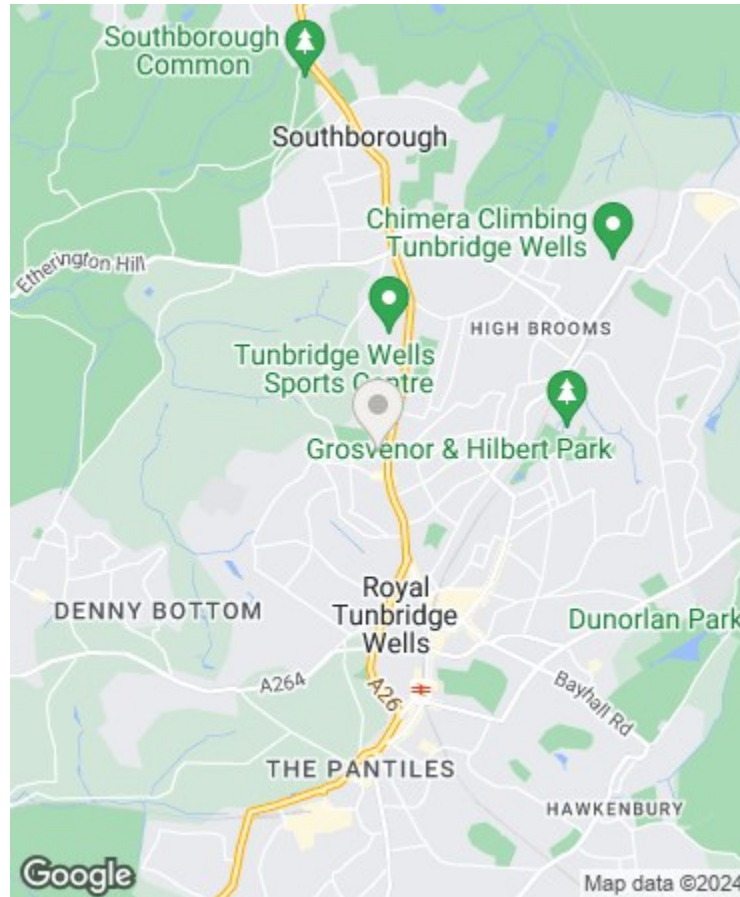 Southborough
Common
Southborough
Chimera Climbing
Tunbridge Wells
Etherington Hill
HIGH BROOMS
Tunbridge Wells
Sports Centre
Grosvenor & Hilbert Park
Royal
Tunbridge
Wells
DENNY BOTTOM
Dunorlan Park
A264
A26
Bayhall Rd
THE PANTILES
HAWKENBURY
Google
Map data ©2024